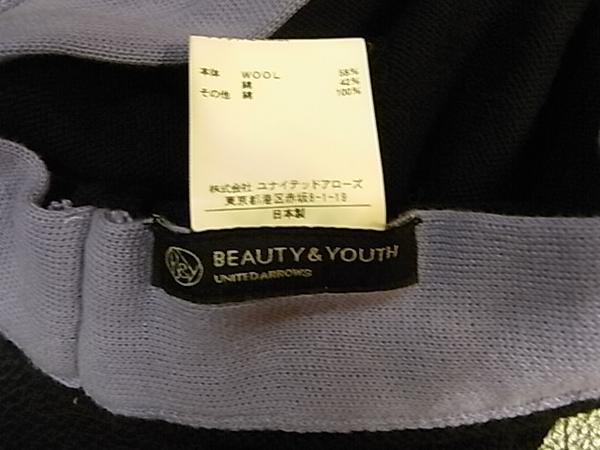 本体 WOOL 58%
綿 42%
その他 綿 100%
株式会社 ユナイテッドアローズ
東京都港区赤坂8-1-19
日本製
BEAUTY&YOUTH
UNITED ARROWS